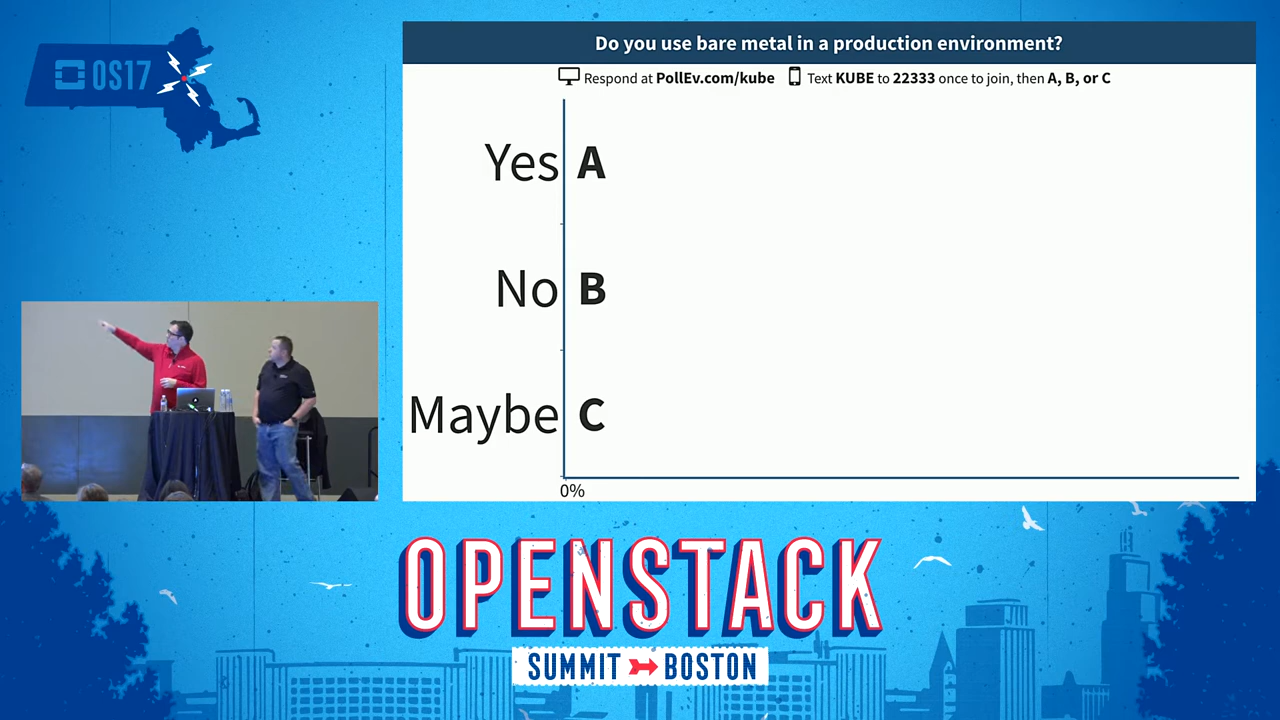 OS17
Do you use bare metal in a production environment?
Respond at PollEv.com/kube Text KUBE to 22333 once to join, then A, B, or C
Yes A
No B
Maybe C
0%
OPENSTACK
SUMMIT BOSTON